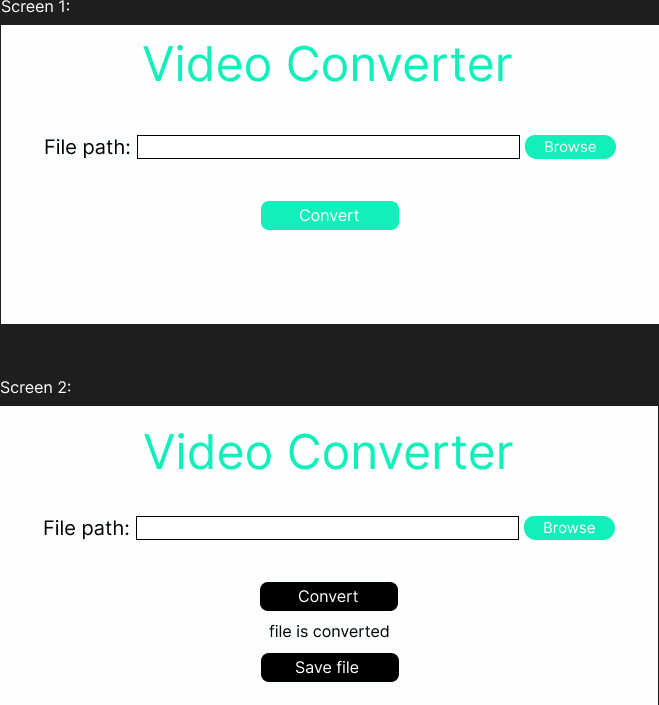 Screen 1:
Video Converter
File path: Browse
Convert
Screen 2:
Video Converter
File path: Browse
Convert
file is converted
Save file